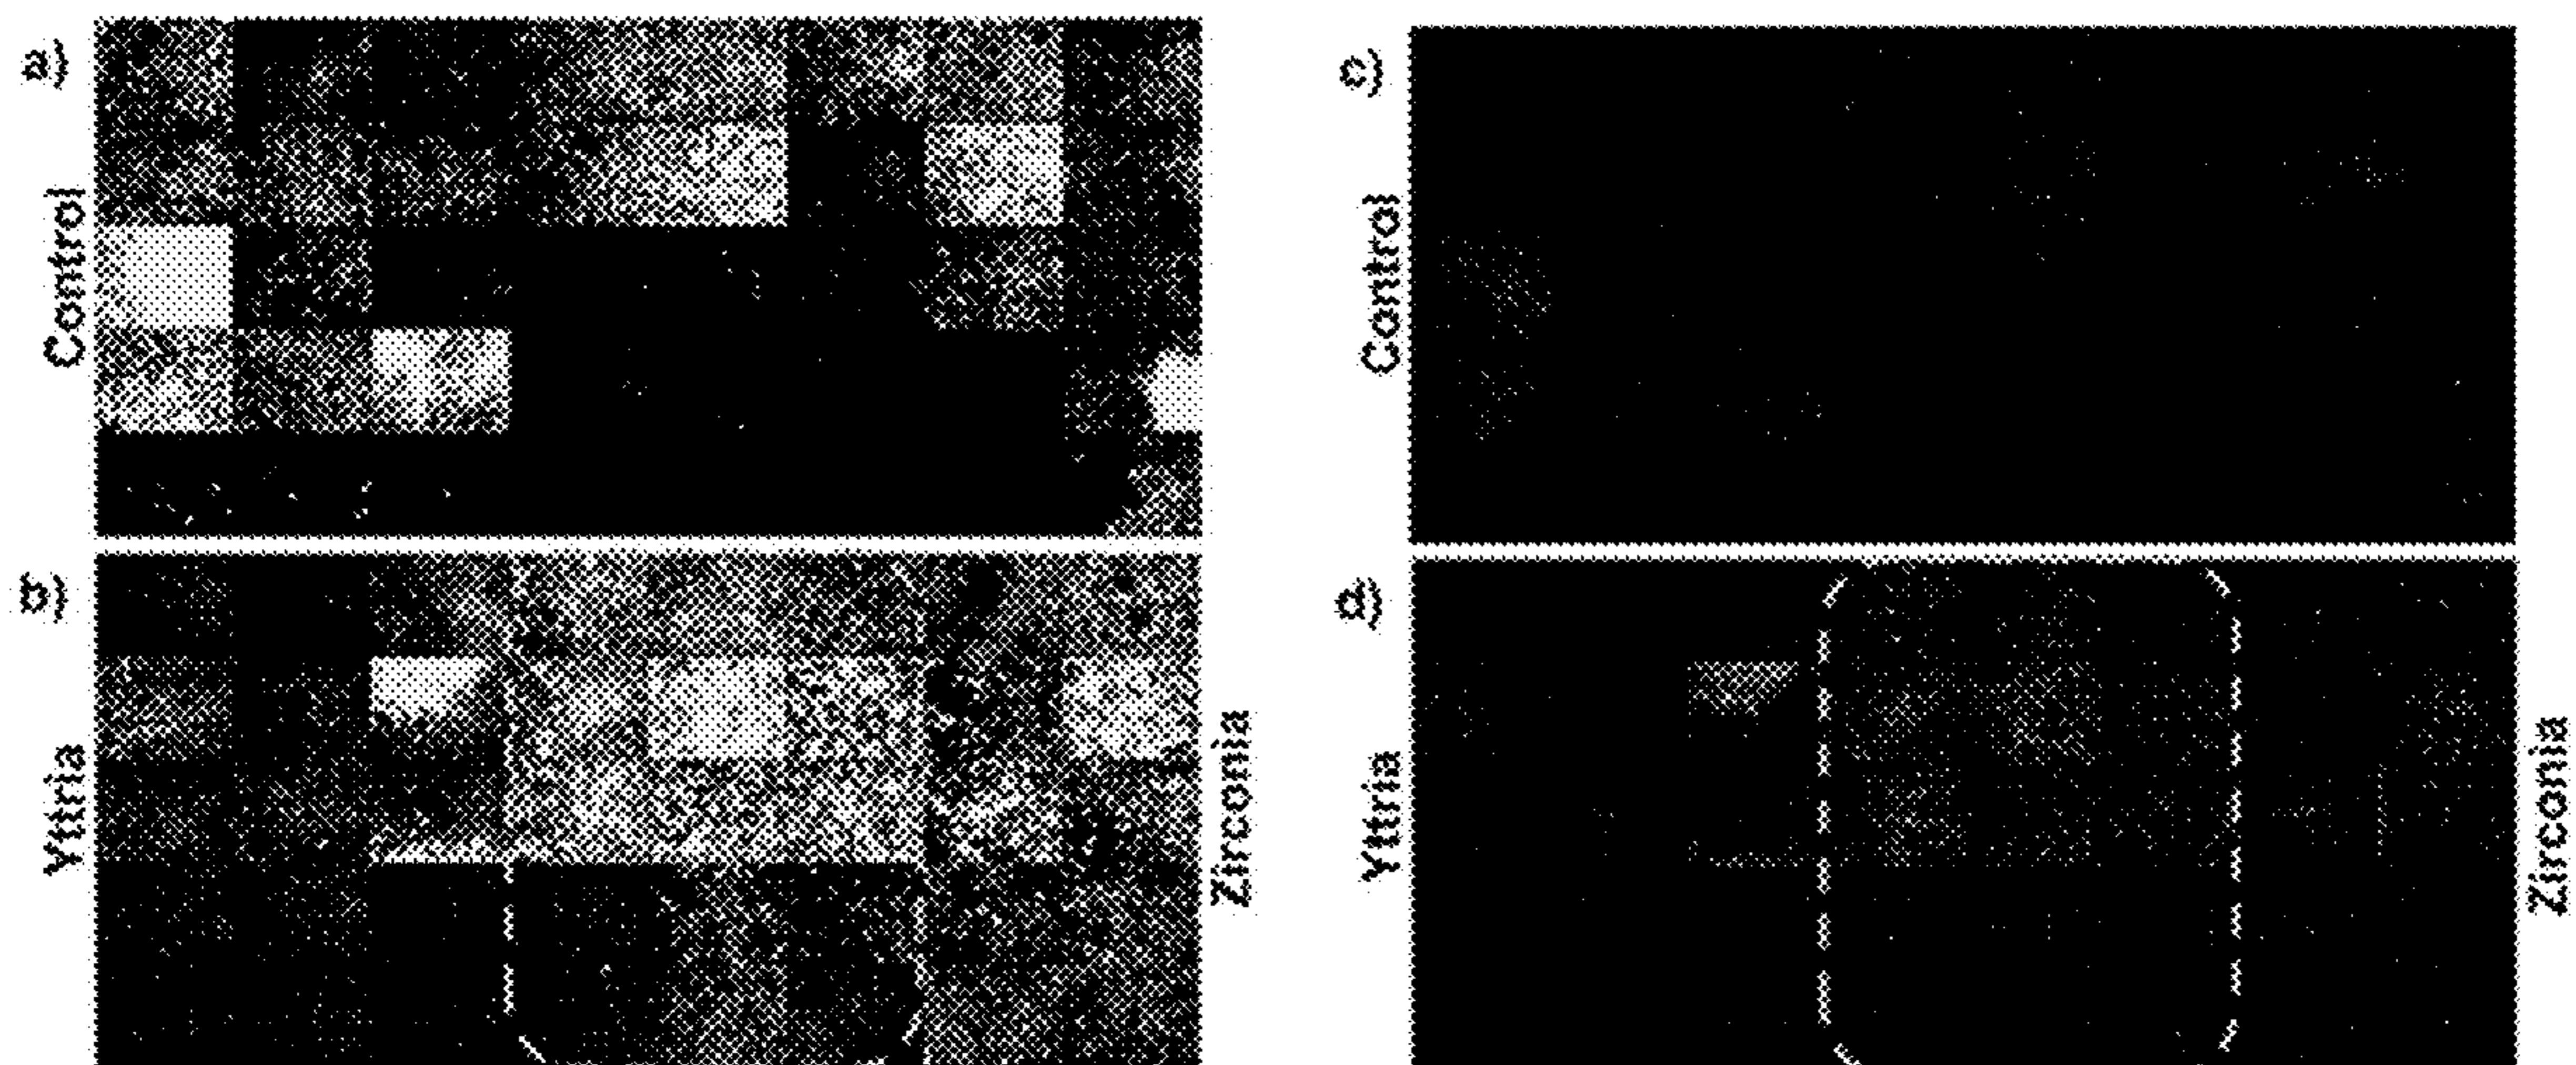 a)
Control
b)
Yttria
Zirconia
c)
Control
d)
Yttria
Zirconia